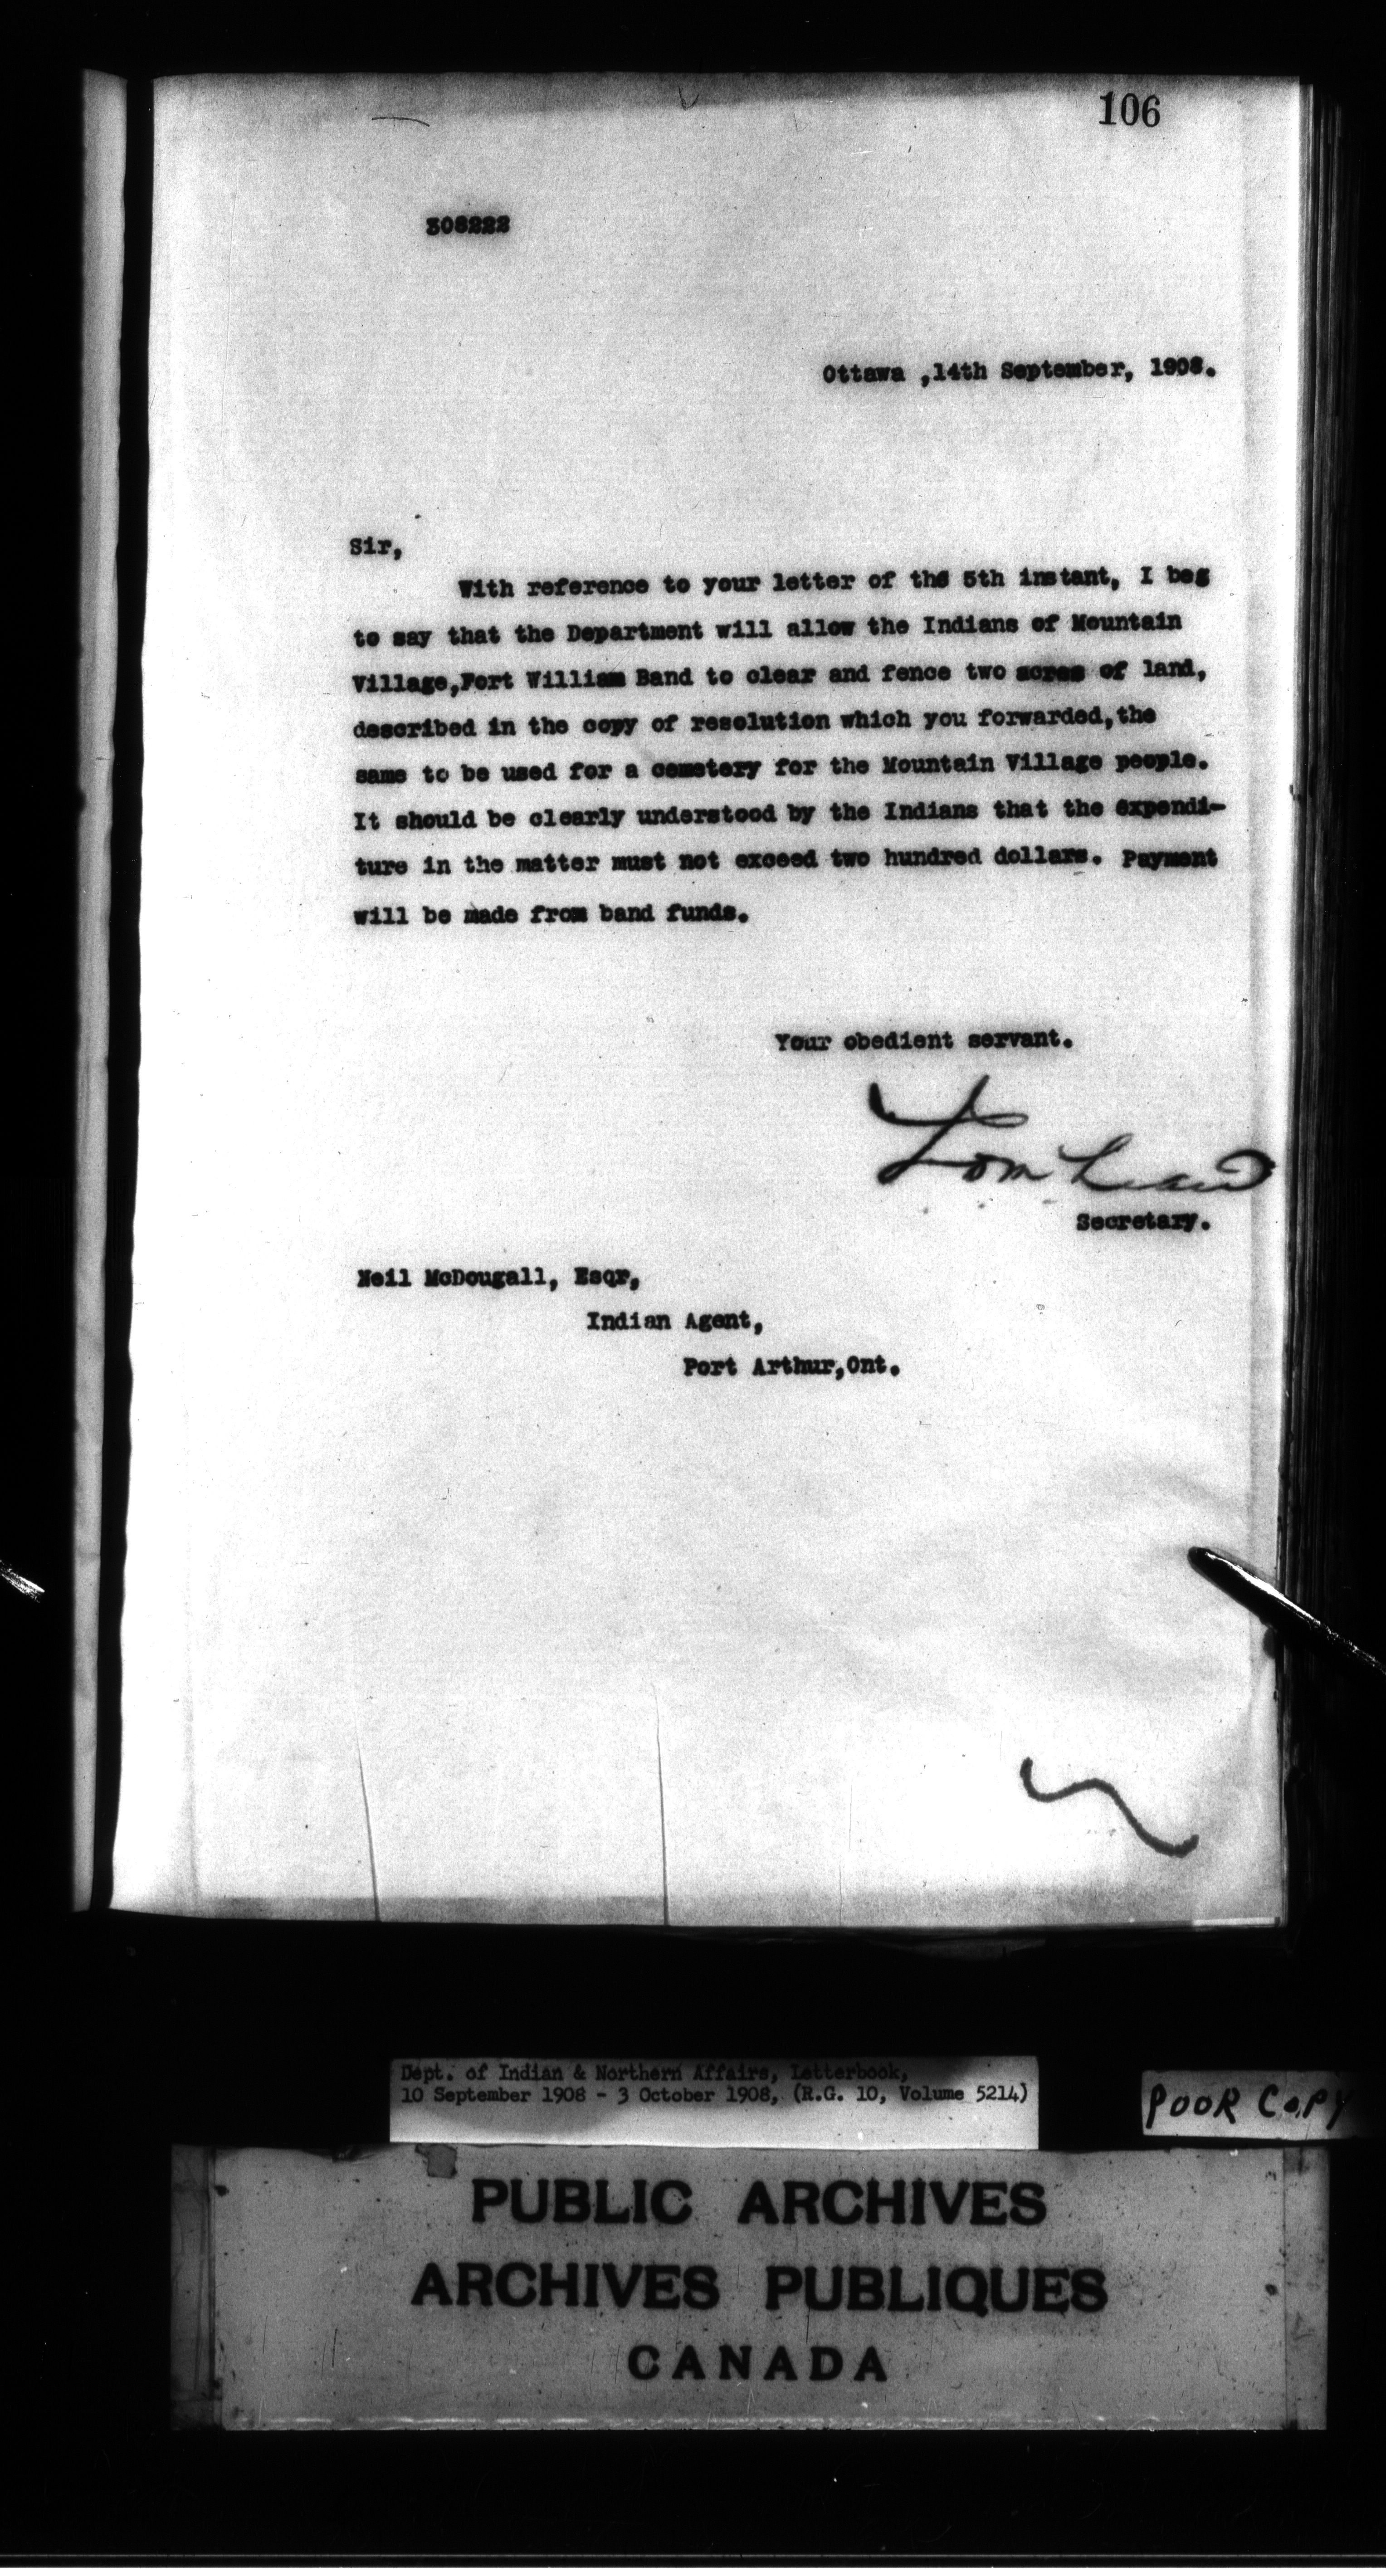 106
308222
Ottawa ,14th September, 1908.
Sir,
With reference to your letter of the 5th instant, I beg
to say that the Department will allow the Indians of Mountain
Village,Fort William Band to clear and fence two acres of land,
described in the copy of resolution which you forwarded,the
same to be used for a cemetery for the Mountain Village people.
It should be clearly understood by the Indians that the expendi-
ture in the matter must not exceed two hundred dollars. Payment
will be made from band funds.
Your obedient servant.
Secretary.
Neil McDougall, Esqr,
Indian Agent,
Port Arthur,Ont.
Dept. of Indian & Northern Affairs, Letterbook,
10 September 1908 - 3 October 1908, (R.G. 10, Volume 5214)
POOR COPY
PUBLIC ARCHIVES
ARCHIVES PUBLIQUES
CANADA